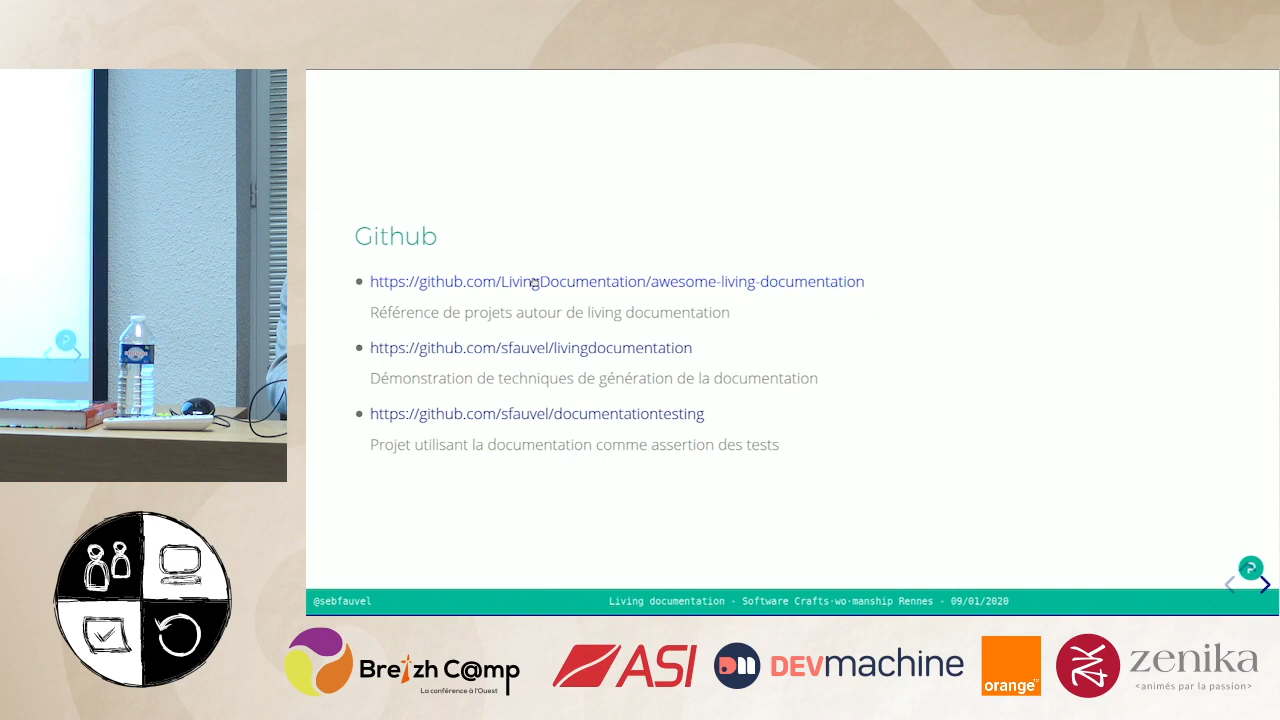 Github
https://github.com/LivingDocumentation/awesome-living-documentation
Référence de projets autour de living documentation
https://github.com/sfauvel/livingdocumentation
Démonstration de techniques de génération de la documentation
https://github.com/sfauvel/documentationtesting
Projet utilisant la documentation comme assertion des tests
@sebfauvel
Living documentation - Software Crafts·wo·manship Rennes - 09/01/2020
Breizh C@mp
La conférence à l'Ouest
ASI
DEVmachine
orange™
zenika
<animés par la passion>